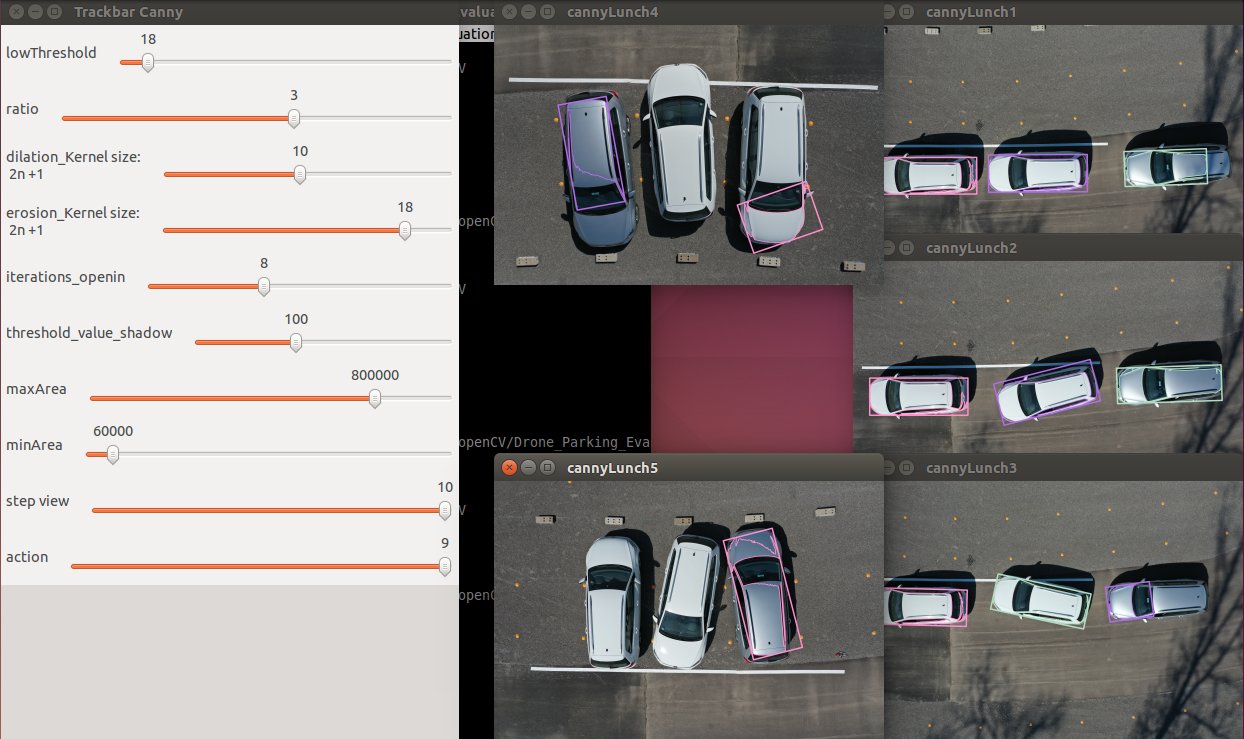 Trackbar Canny
lowThreshold
18
ratio
3
dilation_Kernel size:
2n +1
10
erosion_Kernel size:
2n +1
18
iterations_openin
8
threshold_value_shadow
100
maxArea
800000
minArea
60000
step view
10
action
9
valua
uation
V
openC
V
openCV/Drone_Parking_Eva
V
openC
cannyLunch4
cannyLunch5
cannyLunch1
cannyLunch2
cannyLunch3